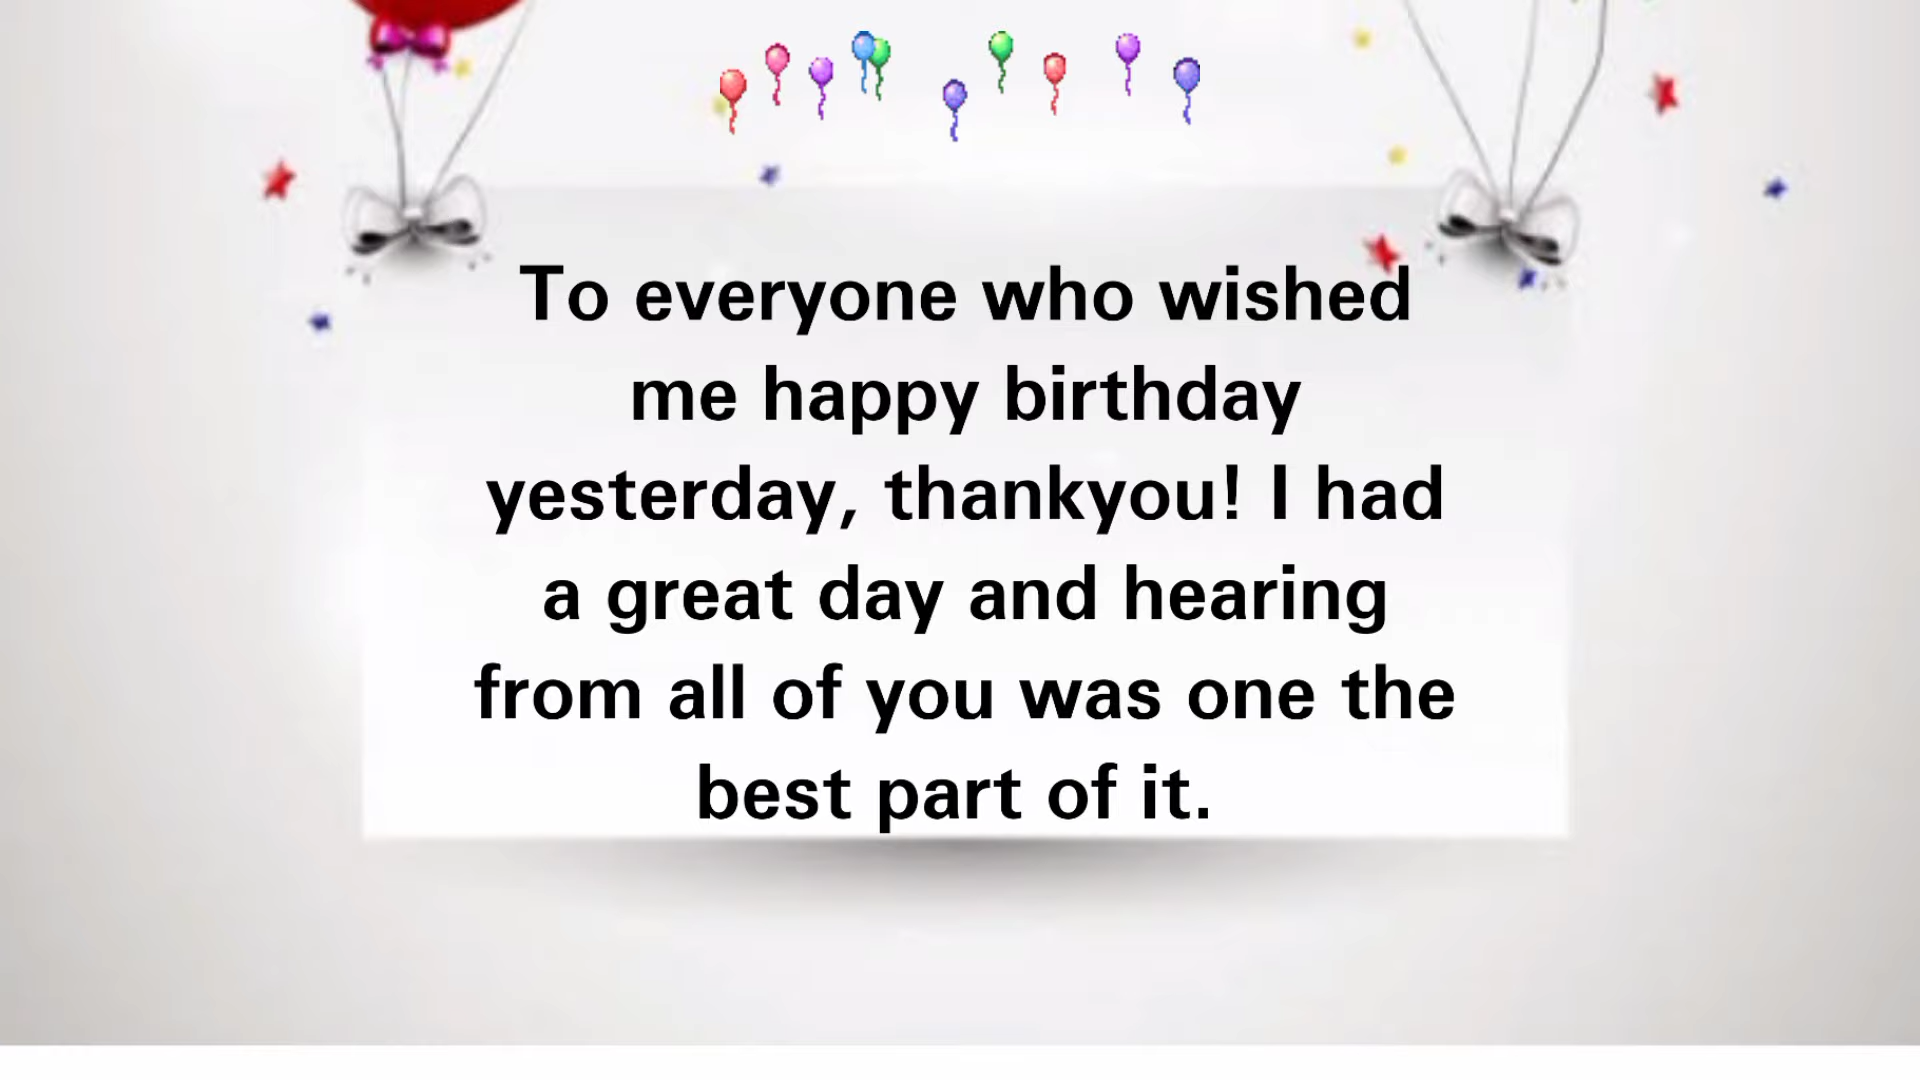 To everyone who wished
me happy birthday
yesterday, thankyou! I had
a great day and hearing
from all of you was one the
best part of it.